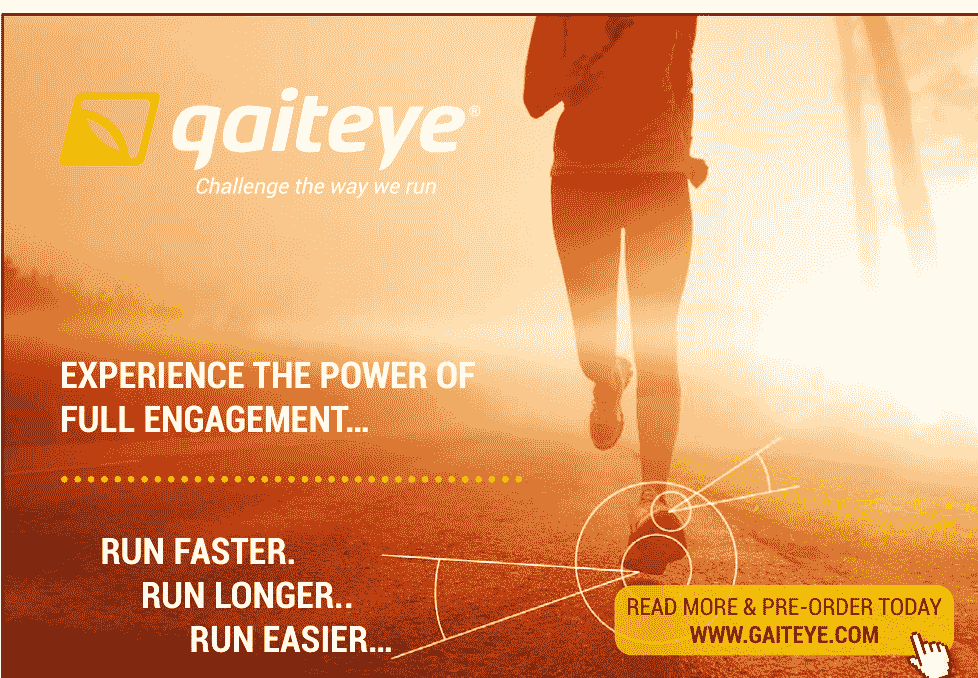 gaiteye®
Challenge the way we run
EXPERIENCE THE POWER OF
FULL ENGAGEMENT...
RUN FASTER.
RUN LONGER..
RUN EASIER...
READ MORE & PRE-ORDER TODAY
WWW.GAITEYE.COM